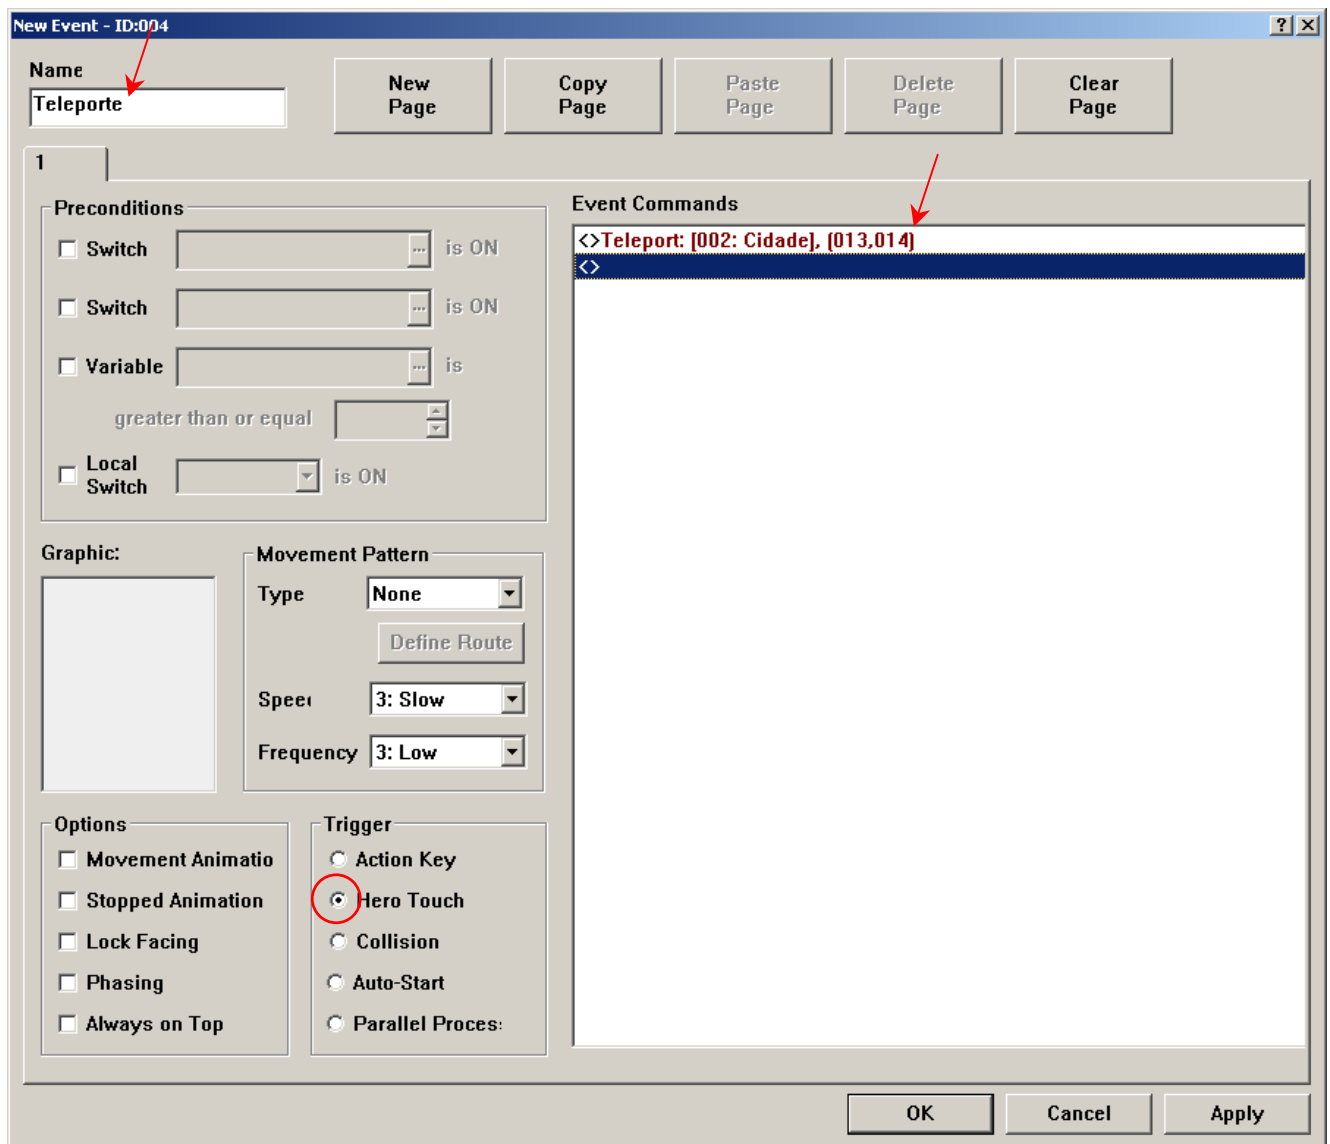 New Event - ID:004
Name
Teleporte
New Page
Copy Page
Paste Page
Delete Page
Clear Page
1
Preconditions
Switch ... is ON
Switch ... is ON
Variable ... is
greater than or equal
Local Switch is ON
Graphic:
Movement Pattern
Type None
Define Route
Speed 3: Slow
Frequency 3: Low
Options
Movement Animatio
Stopped Animation
Lock Facing
Phasing
Always on Top
Trigger
Action Key
Hero Touch
Collision
Auto-Start
Parallel Proces
Event Commands
<>Teleport: [002: Cidade], (013,014)
<>
OK
Cancel
Apply